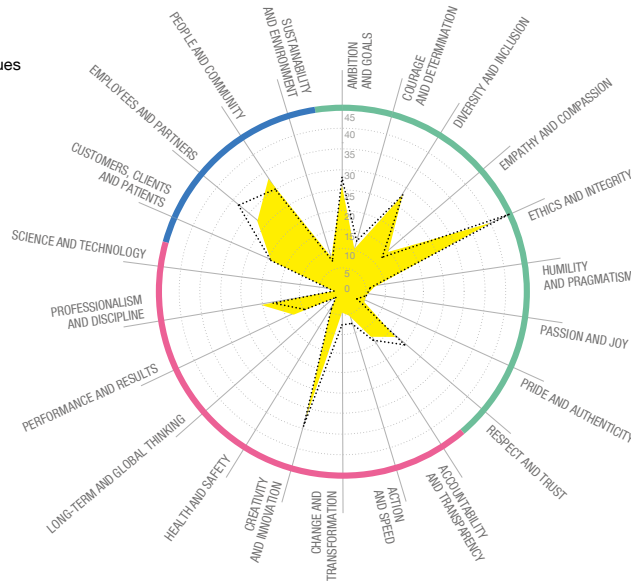 ues
SUSTAINABILITY
AND ENVIRONMENT
AMBITION
AND GOALS
COURAGE
AND DETERMINATION
DIVERSITY AND INCLUSION
EMPATHY AND COMPASSION
ETHICS AND INTEGRITY
HUMILITY
AND PRAGMATISM
PASSION AND JOY
PRIDE AND AUTHENTICITY
RESPECT AND TRUST
ACCOUNTABILITY
AND TRANSPARENCY
ACTION
AND SPEED
CHANGE AND
TRANSFORMATION
CREATIVITY
AND INNOVATION
HEALTH AND SAFETY
LONG-TERM AND GLOBAL THINKING
PERFORMANCE AND RESULTS
PROFESSIONALISM
AND DISCIPLINE
SCIENCE AND TECHNOLOGY
CUSTOMERS, CLIENTS
AND PATIENTS
EMPLOYEES AND PARTNERS
PEOPLE AND COMMUNITY
45
40
35
30
25
20
15
10
5
0